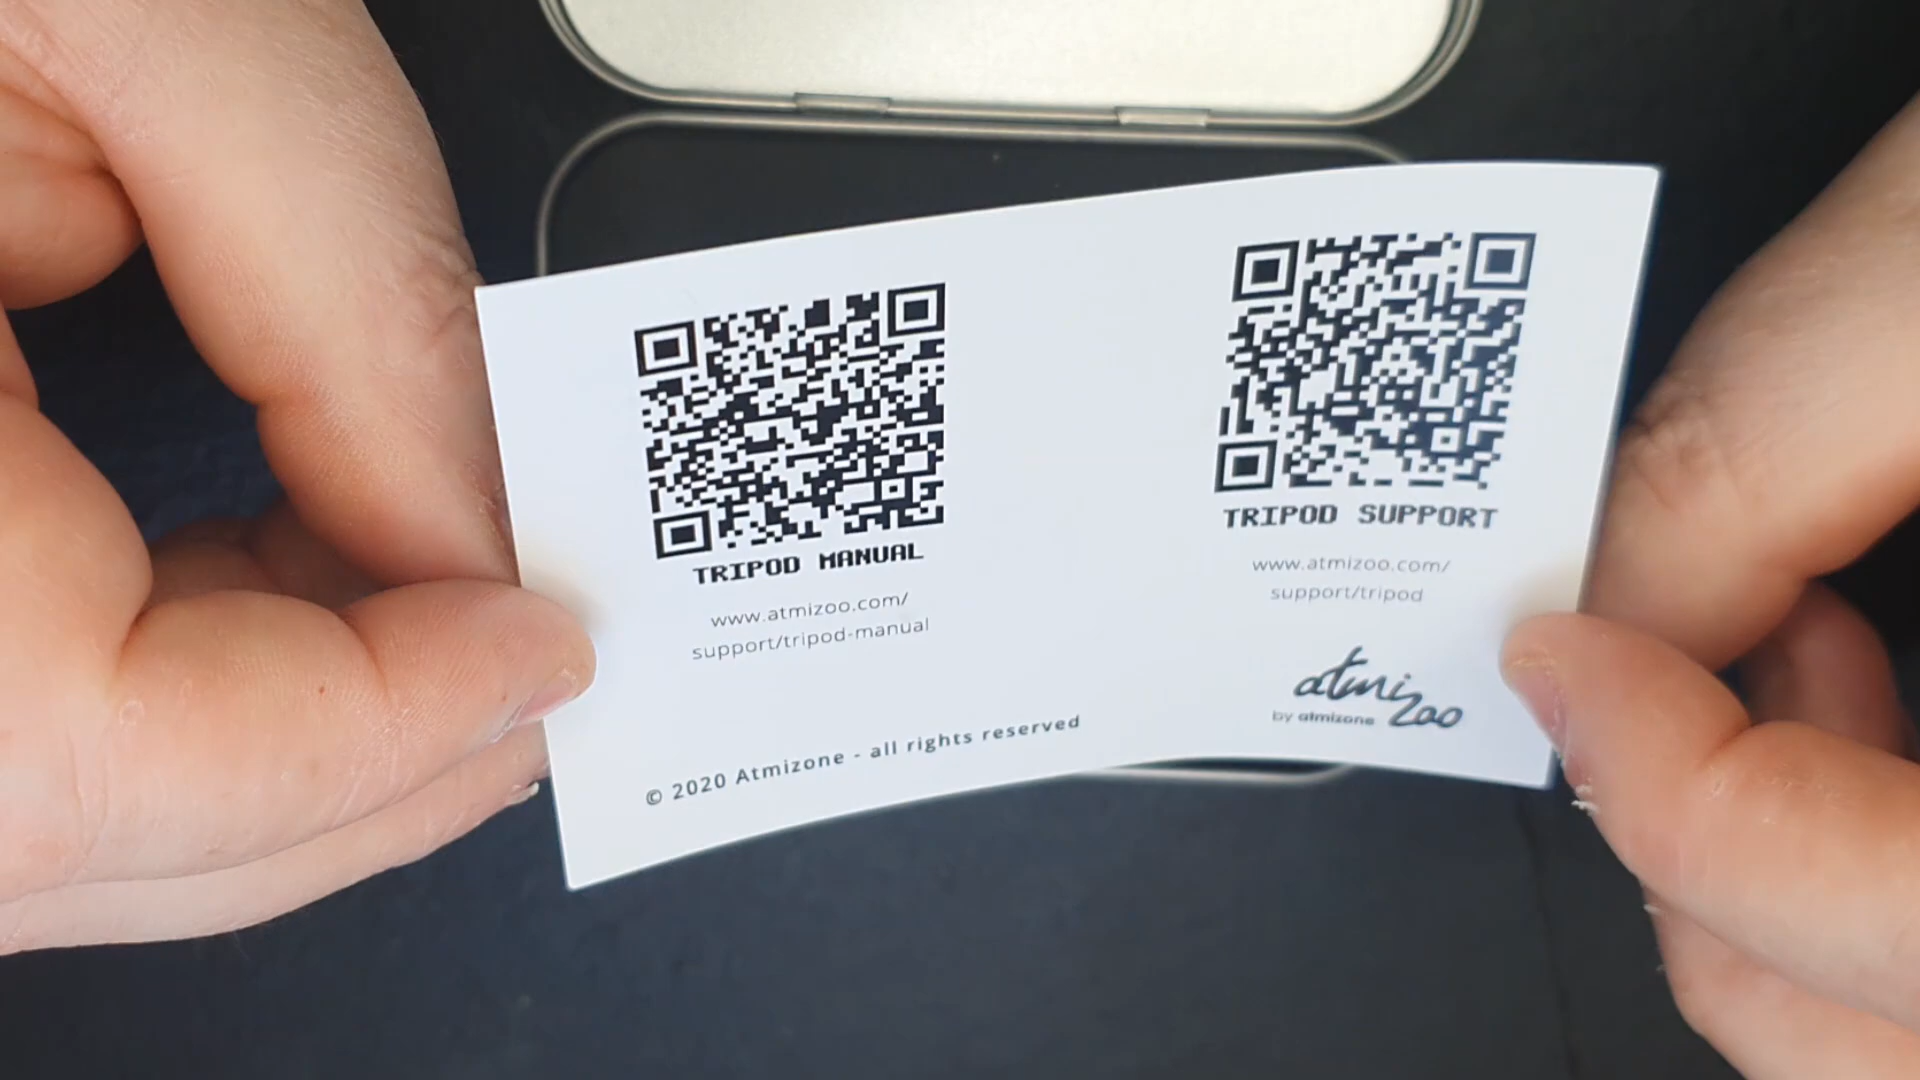 TRIPOD MANUAL
www.atmizoo.com/
support/tripod-manual
TRIPOD SUPPORT
www.atmizoo.com/
support/tripod
atmizoo
by atmizone
© 2020 Atmizone - all rights reserved